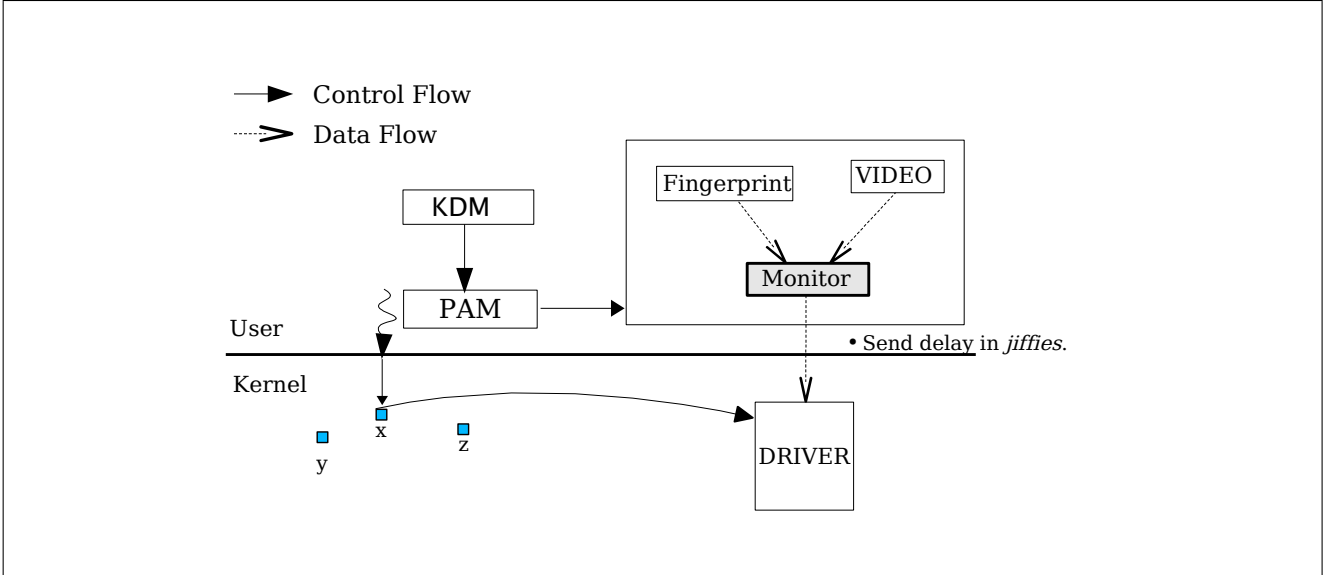 Control Flow
Data Flow
Fingerprint
VIDEO
KDM
Monitor
PAM
User
• Send delay in jiffies.
Kernel
x
y
z
DRIVER